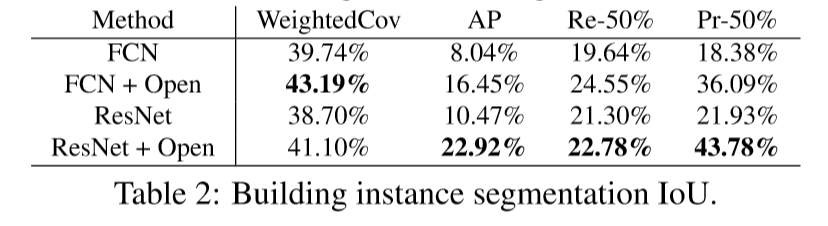 Method WeightedCov AP Re-50% Pr-50%
FCN 39.74% 8.04% 19.64% 18.38%
FCN + Open 43.19% 16.45% 24.55% 36.09%
ResNet 38.70% 10.47% 21.30% 21.93%
ResNet + Open 41.10% 22.92% 22.78% 43.78%
Table 2: Building instance segmentation IoU.